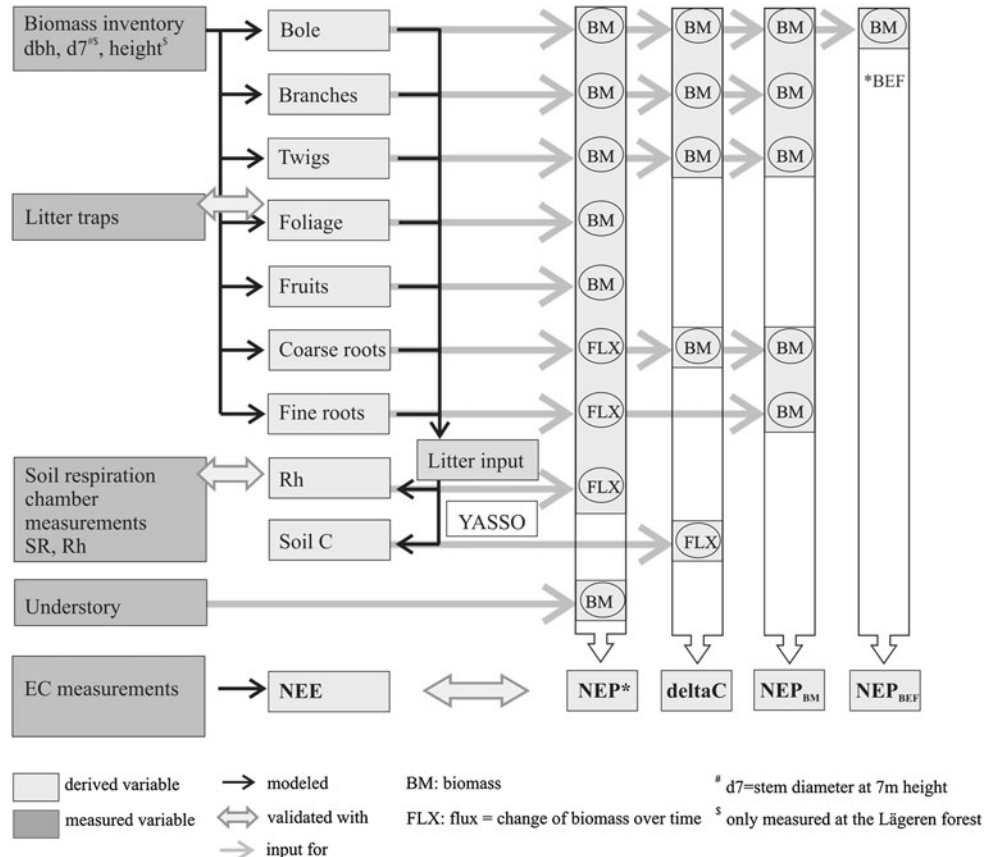 Biomass inventory
dbh, d7#$, height$
Bole
BM BM BM BM
*BEF
Branches
BM BM BM
Twigs
BM BM BM
Litter traps
Foliage
BM
Fruits
BM
Coarse roots
FLX BM BM
Fine roots
FLX BM
Litter input
Soil respiration
chamber
measurements
SR, Rh
Rh
FLX
YASSO
Soil C
FLX
Understory
BM
EC measurements
NEE
NEP* deltaC NEPBM NEPBEF
derived variable
measured variable
modeled
validated with
input for
BM: biomass
FLX: flux = change of biomass over time
# d7=stem diameter at 7m height
$ only measured at the Lägeren forest